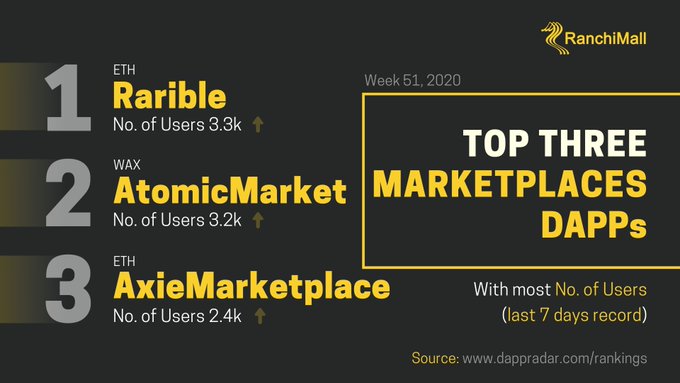 RanchiMall
1
ETH
Rarible
No. of Users 3.3k
2
WAX
AtomicMarket
No. of Users 3.2k
3
ETH
AxieMarketplace
No. of Users 2.4k
Week 51, 2020
TOP THREE
MARKETPLACES
DAPPs
With most No. of Users
(last 7 days record)
Source: www.dappradar.com/rankings